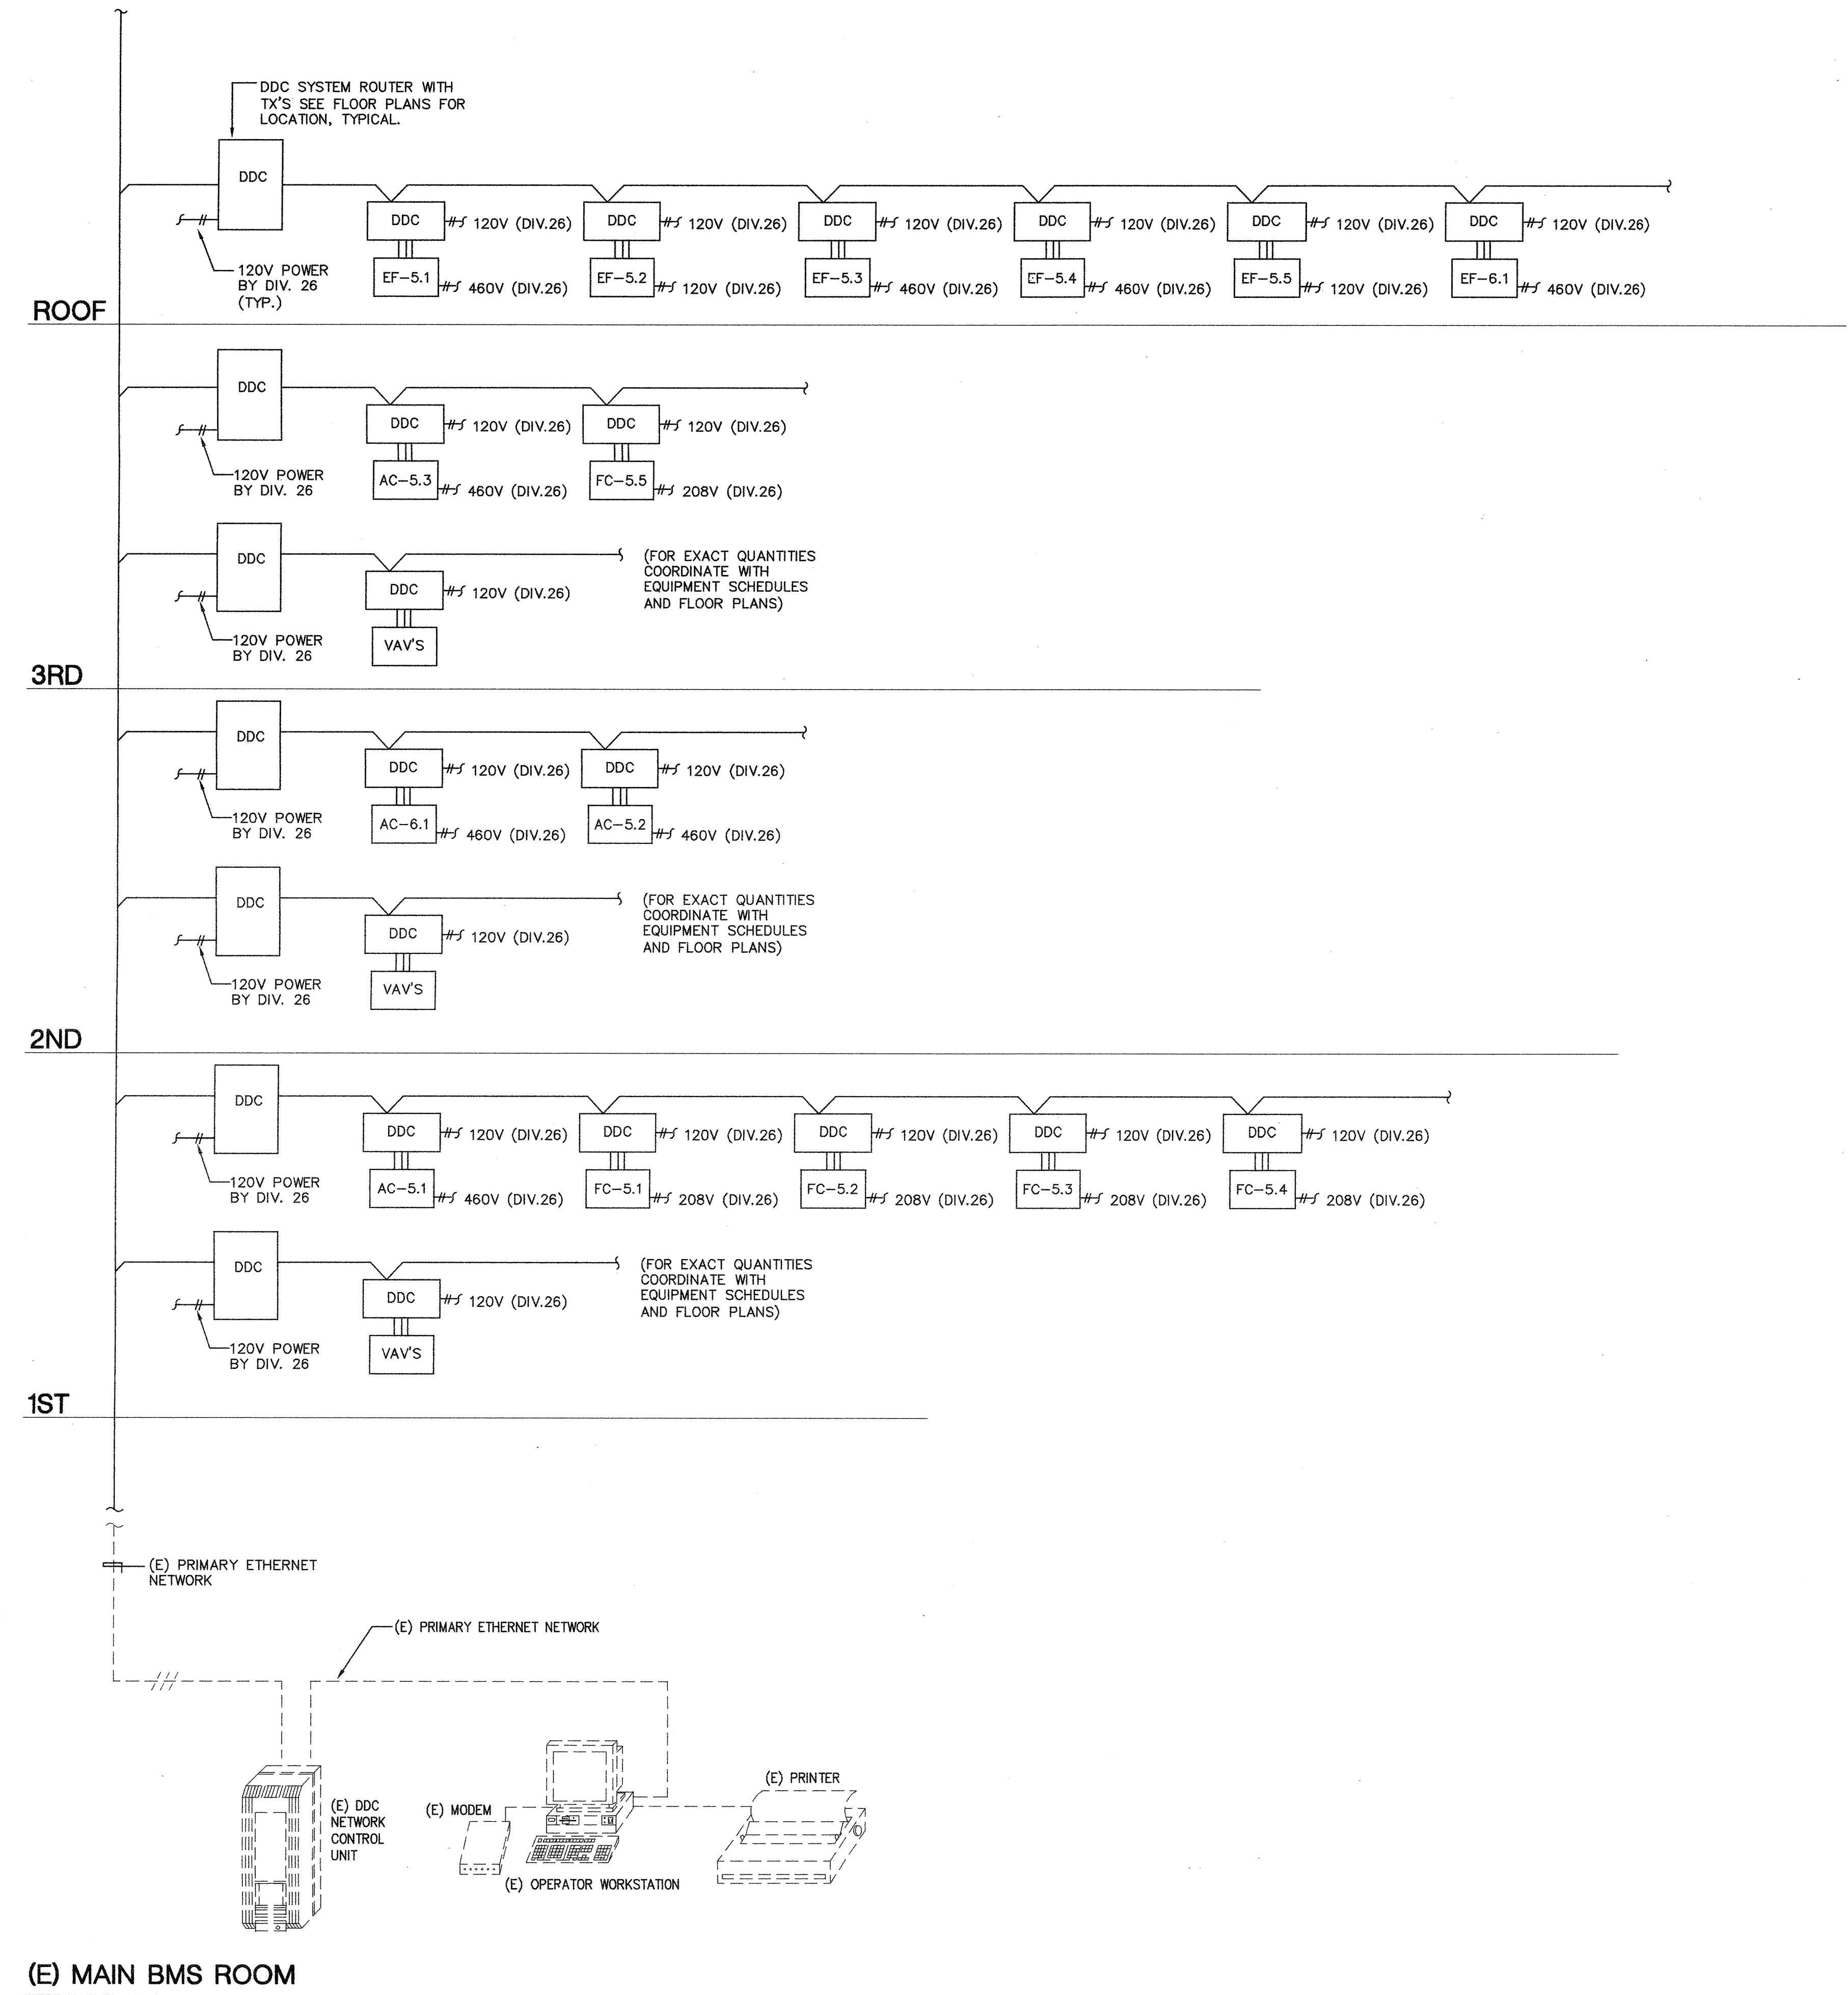 DDC SYSTEM ROUTER WITH
TX'S SEE FLOOR PLANS FOR
LOCATION, TYPICAL.
DDC
DDC
120V (DIV.26)
DDC
120V (DIV.26)
DDC
120V (DIV.26)
DDC
120V (DIV.26)
DDC
120V (DIV.26)
DDC
120V (DIV.26)
EF-5.1
460V (DIV.26)
EF-5.2
120V (DIV.26)
EF-5.3
460V (DIV.26)
EF-5.4
460V (DIV.26)
EF-5.5
120V (DIV.26)
EF-6.1
460V (DIV.26)
120V POWER
BY DIV. 26
(TYP.)
ROOF
DDC
DDC
120V (DIV.26)
DDC
120V (DIV.26)
AC-5.3
460V (DIV.26)
FC-5.5
208V (DIV.26)
120V POWER
BY DIV. 26
DDC
DDC
120V (DIV.26)
VAV'S
(FOR EXACT QUANTITIES
COORDINATE WITH
EQUIPMENT SCHEDULES
AND FLOOR PLANS)
120V POWER
BY DIV. 26
3RD
DDC
DDC
120V (DIV.26)
DDC
120V (DIV.26)
AC-6.1
460V (DIV.26)
AC-5.2
460V (DIV.26)
120V POWER
BY DIV. 26
DDC
DDC
120V (DIV.26)
VAV'S
(FOR EXACT QUANTITIES
COORDINATE WITH
EQUIPMENT SCHEDULES
AND FLOOR PLANS)
120V POWER
BY DIV. 26
2ND
DDC
DDC
120V (DIV.26)
DDC
120V (DIV.26)
DDC
120V (DIV.26)
DDC
120V (DIV.26)
DDC
120V (DIV.26)
AC-5.1
460V (DIV.26)
FC-5.1
208V (DIV.26)
FC-5.2
208V (DIV.26)
FC-5.3
208V (DIV.26)
FC-5.4
208V (DIV.26)
120V POWER
BY DIV. 26
DDC
DDC
120V (DIV.26)
VAV'S
(FOR EXACT QUANTITIES
COORDINATE WITH
EQUIPMENT SCHEDULES
AND FLOOR PLANS)
120V POWER
BY DIV. 26
1ST
(E) PRIMARY ETHERNET
NETWORK
(E) PRIMARY ETHERNET NETWORK
(E) DDC
NETWORK
CONTROL
UNIT
(E) MODEM
(E) OPERATOR WORKSTATION
(E) PRINTER
(E) MAIN BMS ROOM